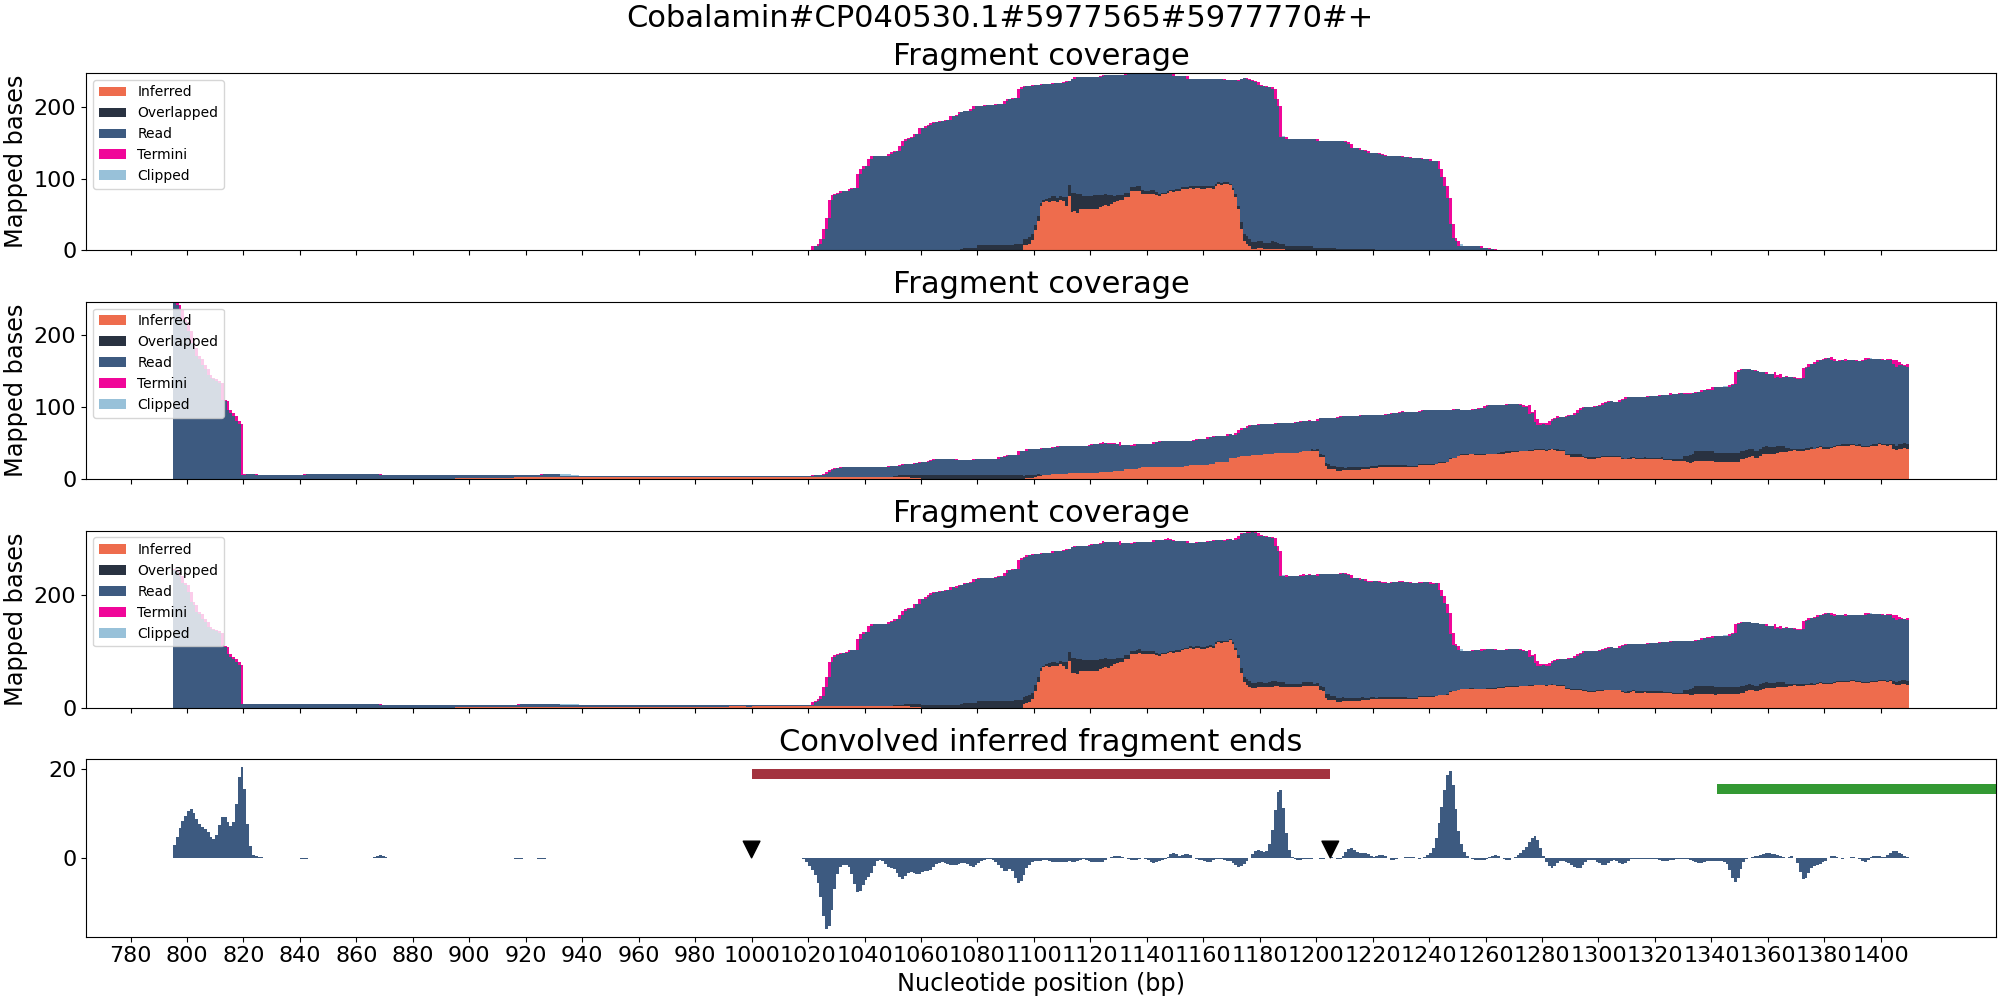 Cobalamin#CP040530.1#5977565#5977770#+
Fragment coverage
Mapped bases
200
100
0
Inferred
Overlapped
Read
Termini
Clipped
Fragment coverage
Mapped bases
200
100
0
Inferred
Overlapped
Read
Termini
Clipped
Fragment coverage
Mapped bases
200
0
Inferred
Overlapped
Read
Termini
Clipped
Convolved inferred fragment ends
20
0
780 800 820 840 860 880 900 920 940 960 980 1000 1020 1040 1060 1080 1100 1120 1140 1160 1180 1200 1220 1240 1260 1280 1300 1320 1340 1360 1380 1400
Nucleotide position (bp)